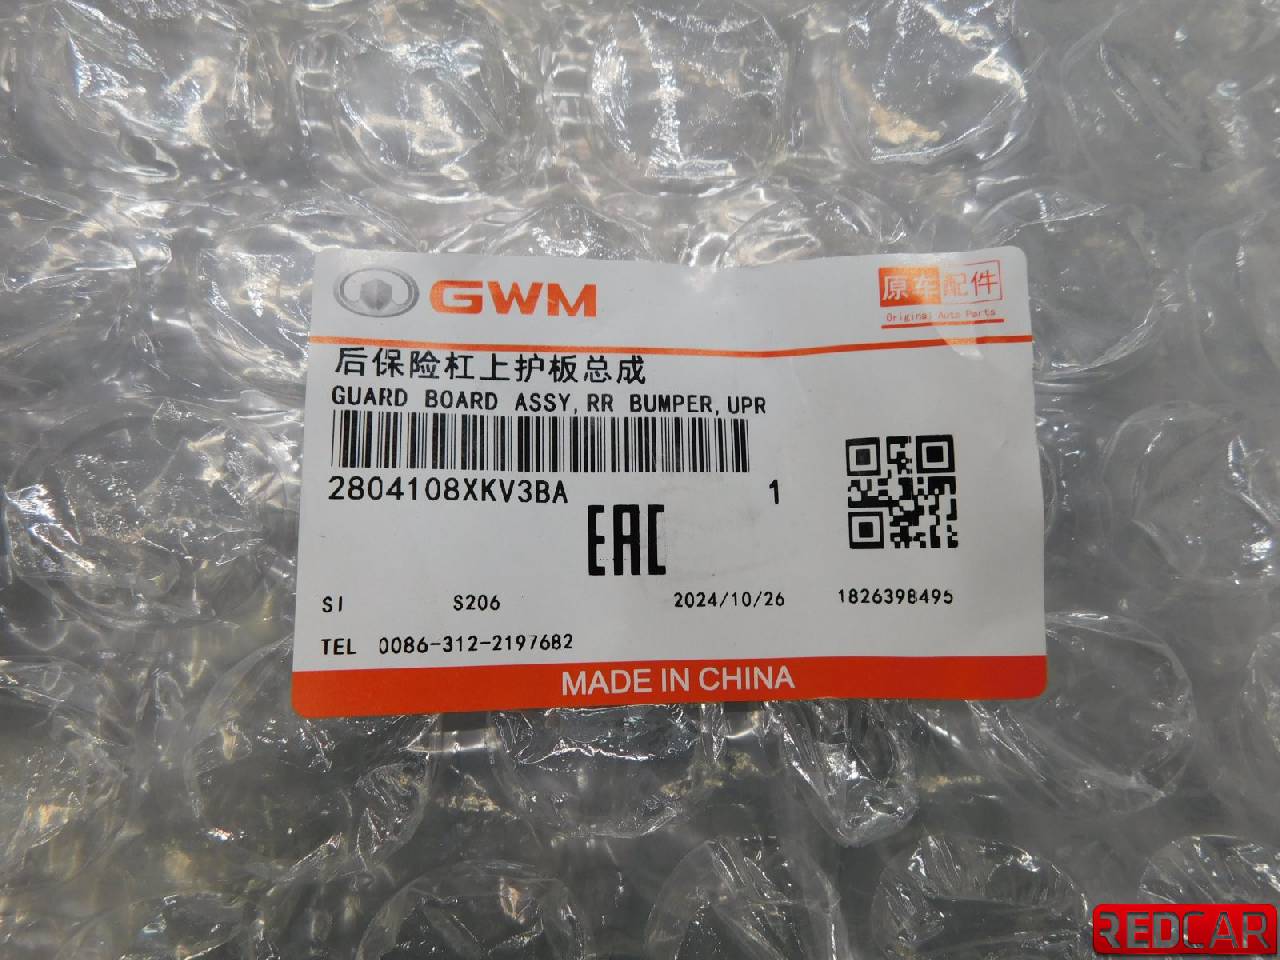 GWM
原车配件
Original Auto Parts
后保险杠上护板总成
GUARD BOARD ASSY, RR BUMPER, UPR
2804108XKV3BA 1
EAC
SI S206 2024/10/26 1826398495
TEL 0086-312-2197682
MADE IN CHINA
REDCAR